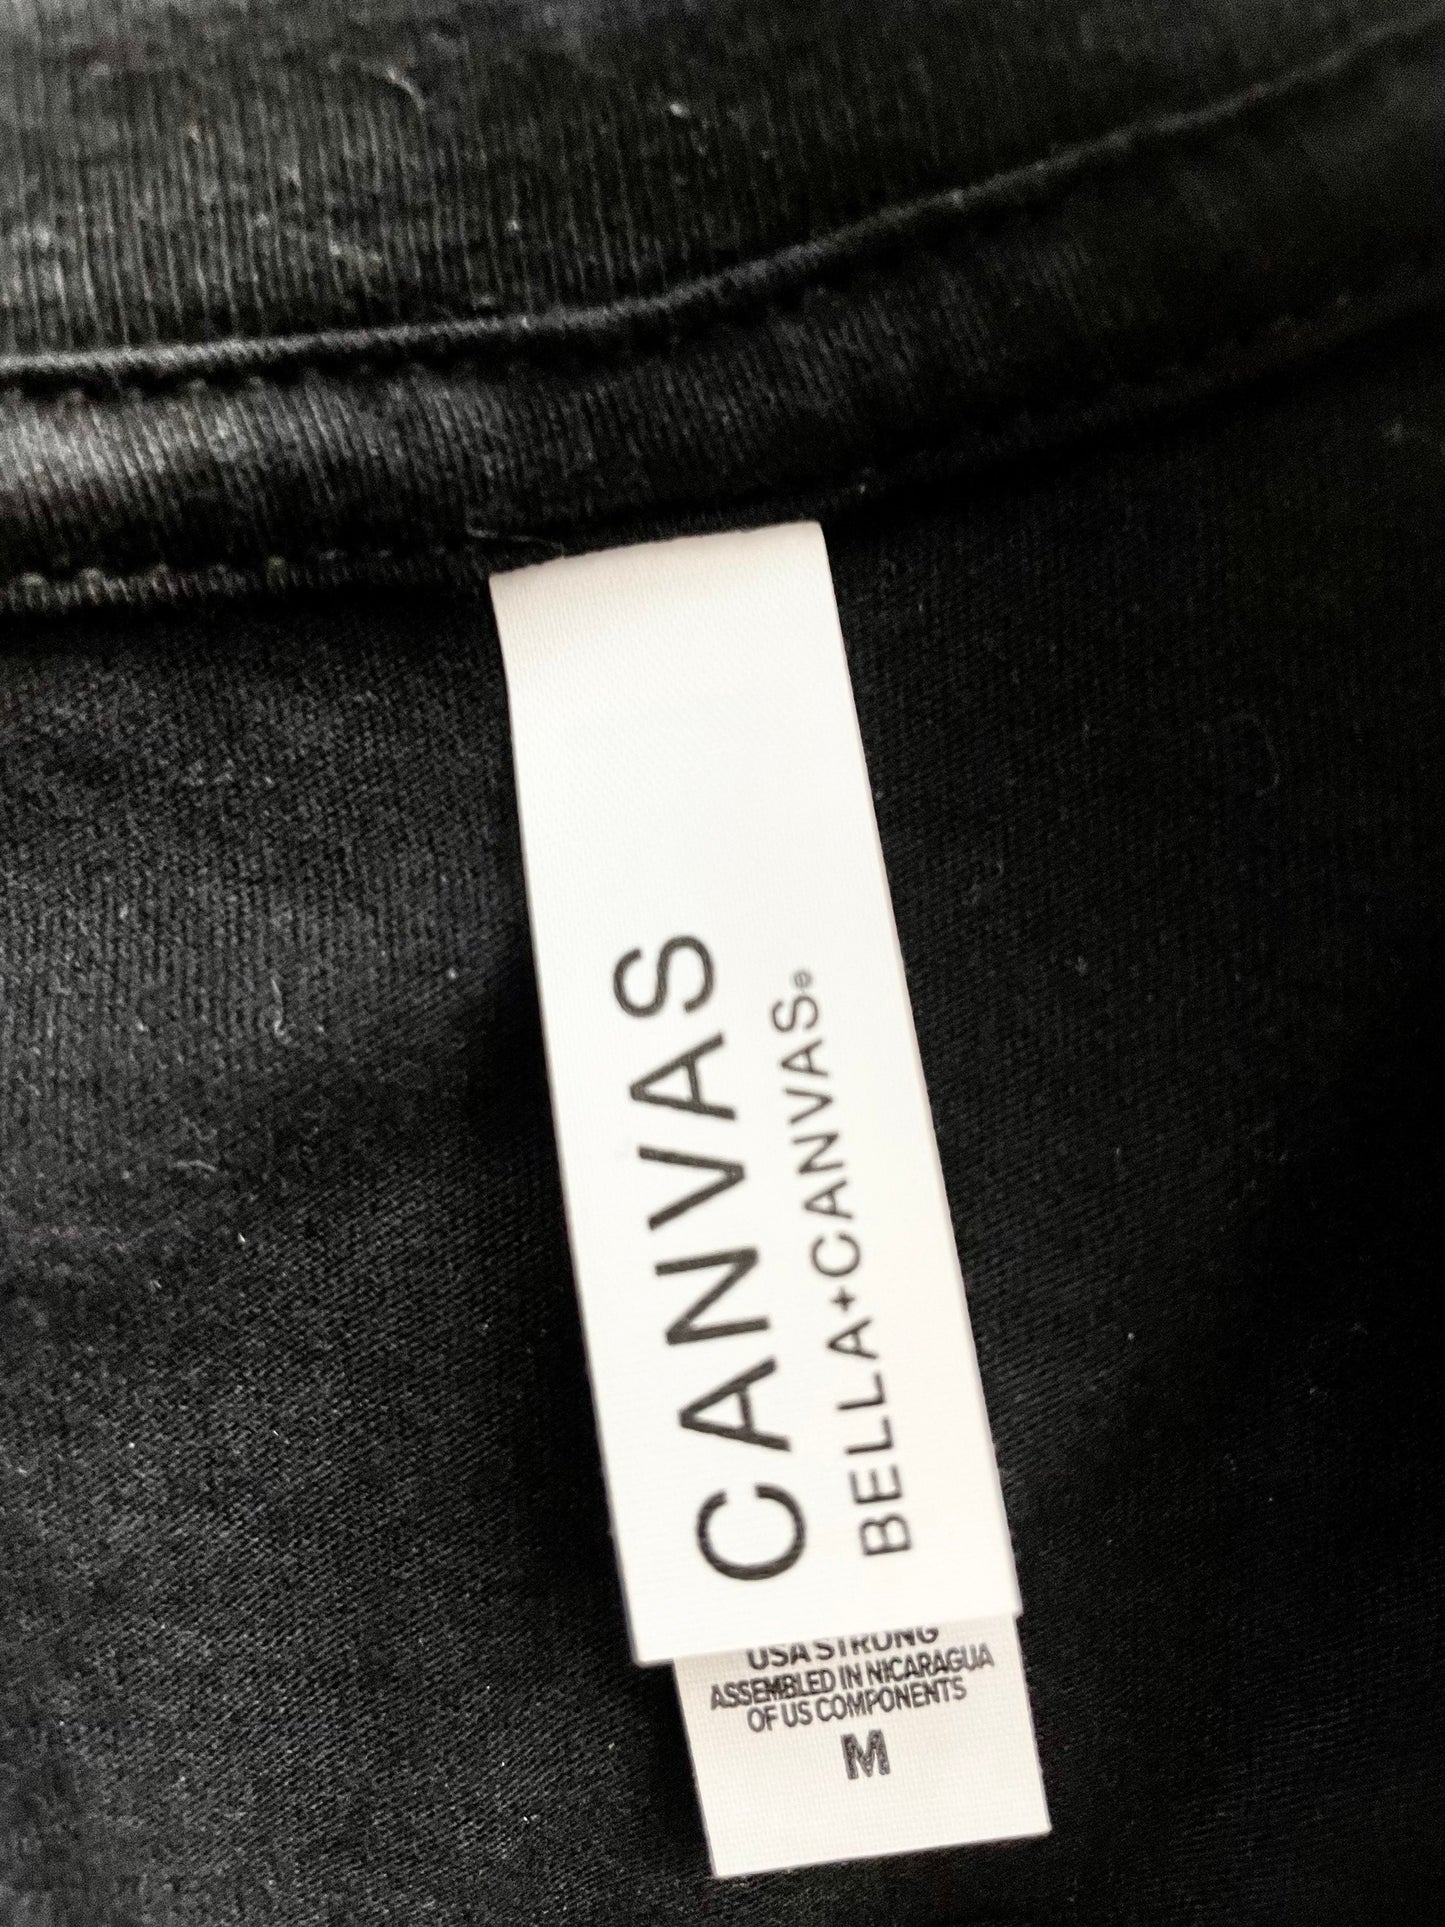 CANVAS
BELLA+CANVAS®
USA STRONG
ASSEMBLED IN NICARAGUA
OF US COMPONENTS
M